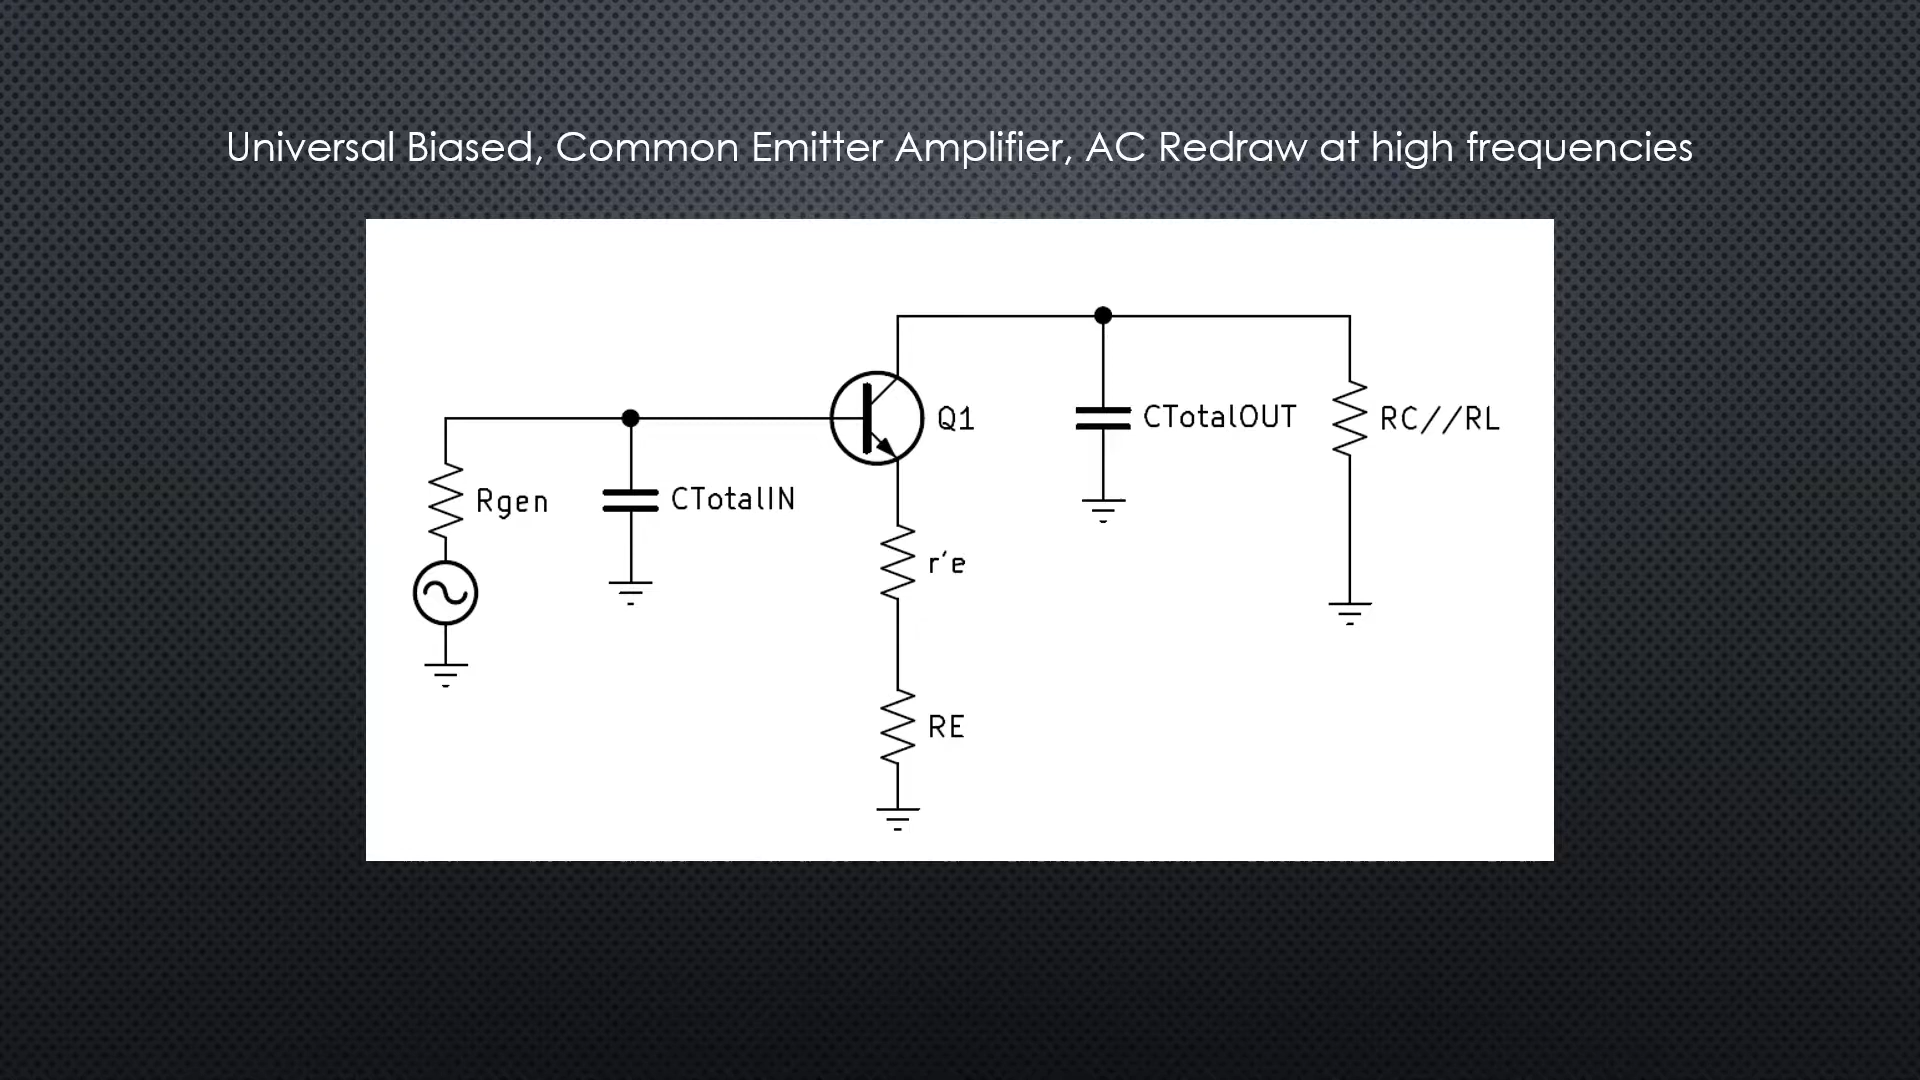 Universal Biased, Common Emitter Amplifier, AC Redraw at high frequencies
Q1
CTotalOUT
RC//RL
Rgen
CTotalIN
r´e
RE